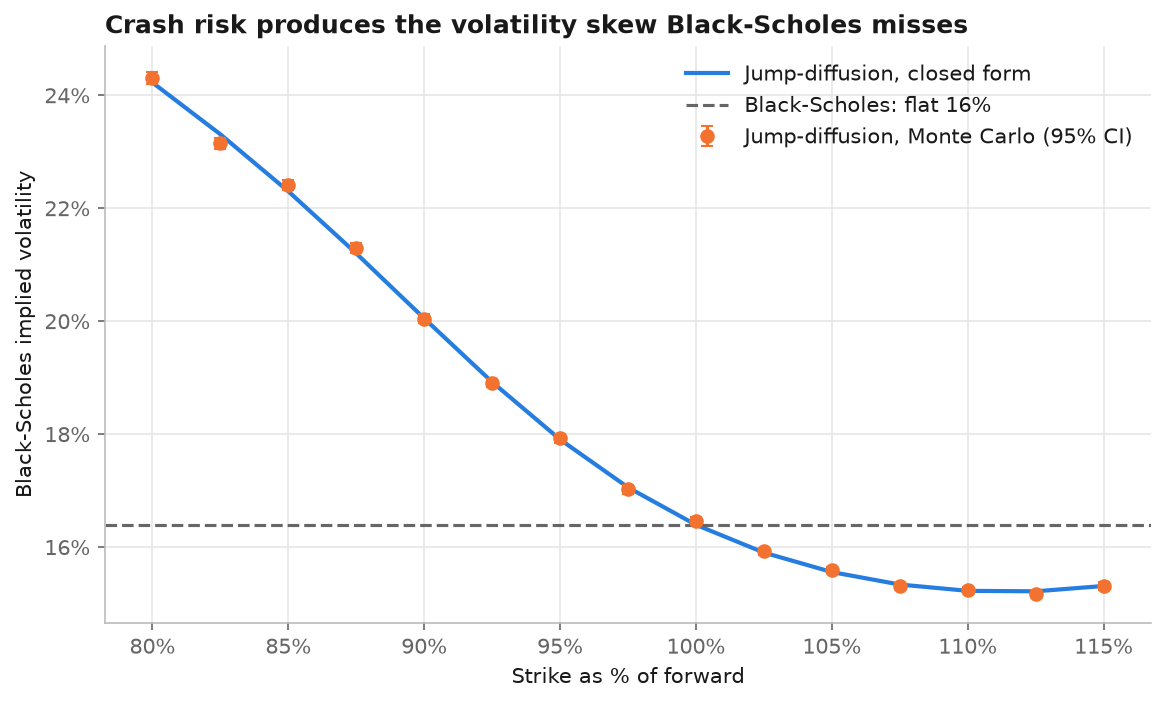 Crash risk produces the volatility skew Black-Scholes misses
Jump-diffusion, closed form
Black-Scholes: flat 16%
Jump-diffusion, Monte Carlo (95% CI)
Black-Scholes implied volatility
24%
22%
20%
18%
16%
80%
85%
90%
95%
100%
105%
110%
115%
Strike as % of forward